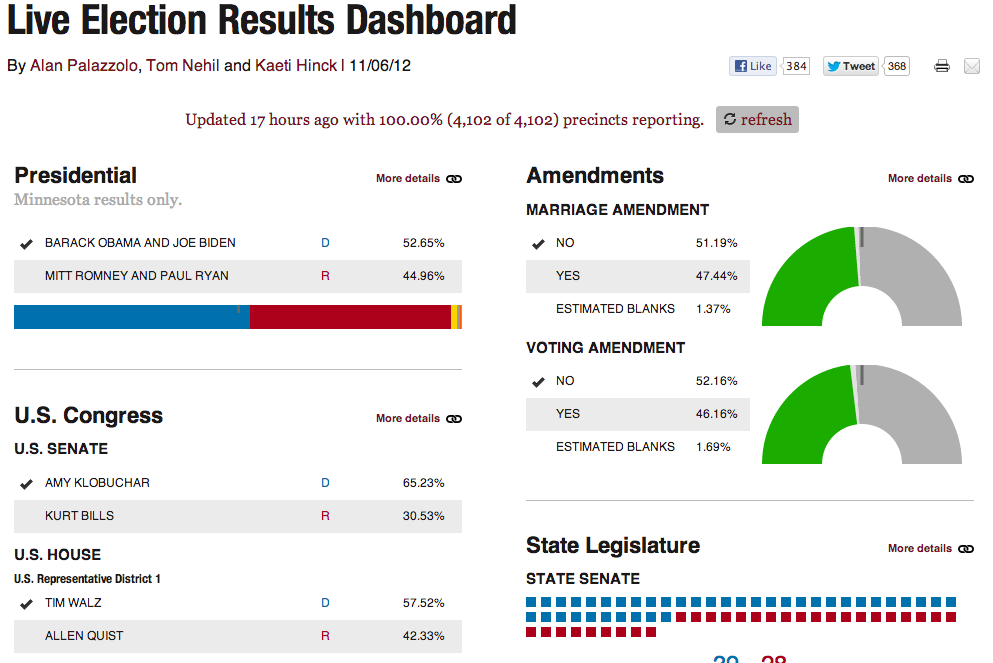 Live Election Results Dashboard
By Alan Palazzolo, Tom Nehil and Kaeti Hinck | 11/06/12
Like 384 Tweet 368
Updated 17 hours ago with 100.00% (4,102 of 4,102) precincts reporting. refresh
Presidential More details
Minnesota results only.
BARACK OBAMA AND JOE BIDEN D 52.65%
MITT ROMNEY AND PAUL RYAN R 44.96%
U.S. Congress More details
U.S. SENATE
AMY KLOBUCHAR D 65.23%
KURT BILLS R 30.53%
U.S. HOUSE
U.S. Representative District 1
TIM WALZ D 57.52%
ALLEN QUIST R 42.33%
Amendments More details
MARRIAGE AMENDMENT
NO 51.19%
YES 47.44%
ESTIMATED BLANKS 1.37%
VOTING AMENDMENT
NO 52.16%
YES 46.16%
ESTIMATED BLANKS 1.69%
State Legislature More details
STATE SENATE